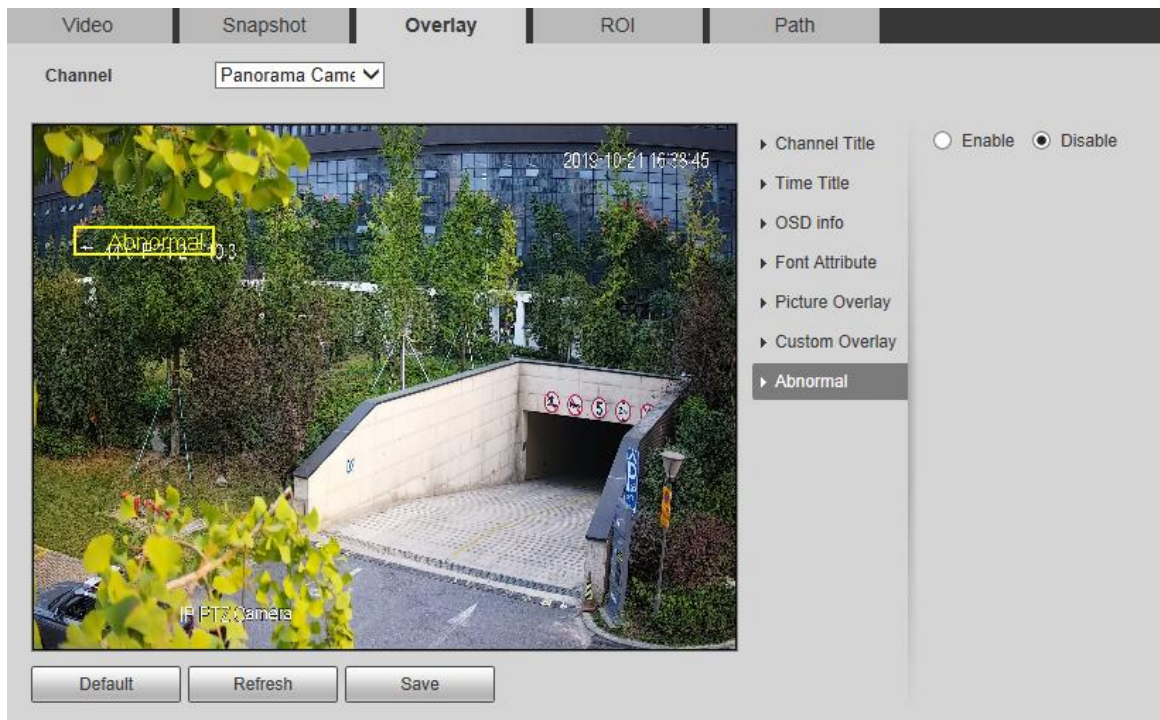 Video Snapshot Overlay ROI Path
Channel Panorama Came
2019-10-21 16:38:45
Abnormal
IP PTZ Camera
Channel Title
Time Title
OSD info
Font Attribute
Picture Overlay
Custom Overlay
Abnormal
Enable Disable
Default Refresh Save